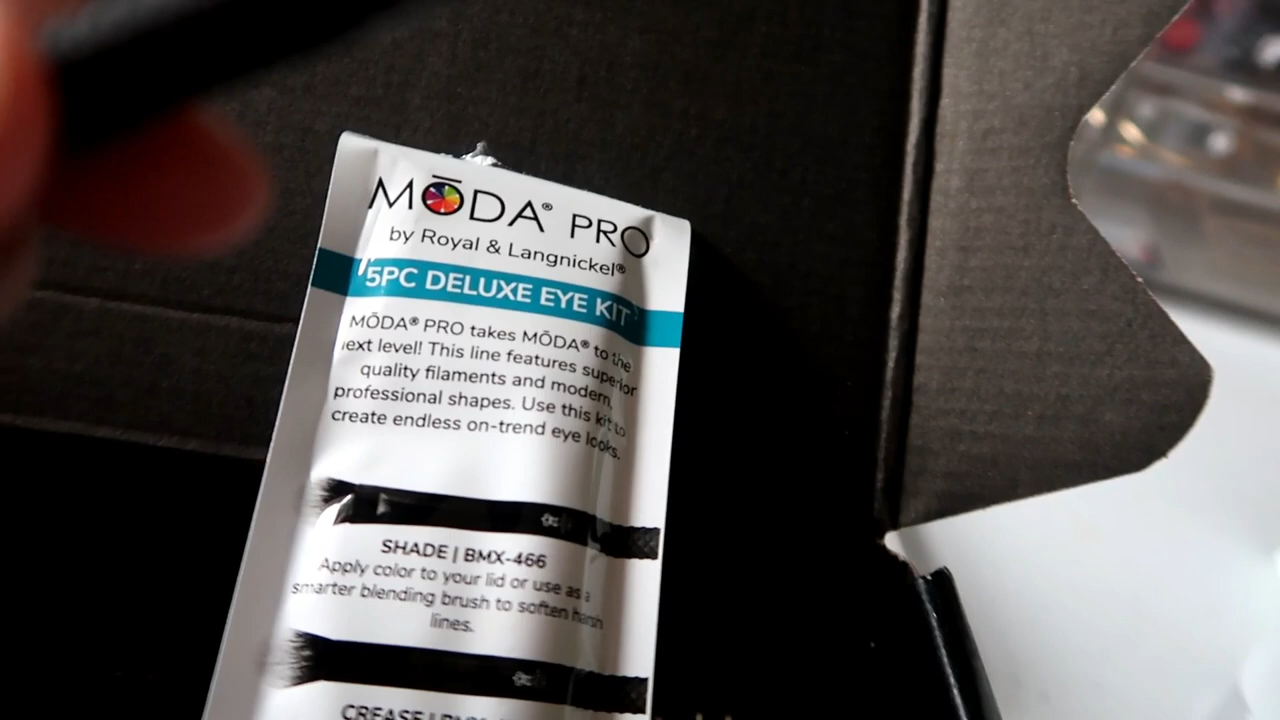 MŌDA® PRO
by Royal & Langnickel®
5PC DELUXE EYE KIT
MŌDA® PRO takes MŌDA® to the
next level! This line features superior
quality filaments and modern,
professional shapes. Use this kit to
create endless on-trend eye looks.
SHADE | BMX-466
Apply color to your lid or use as a
smarter blending brush to soften harsh
lines.
CREASE |